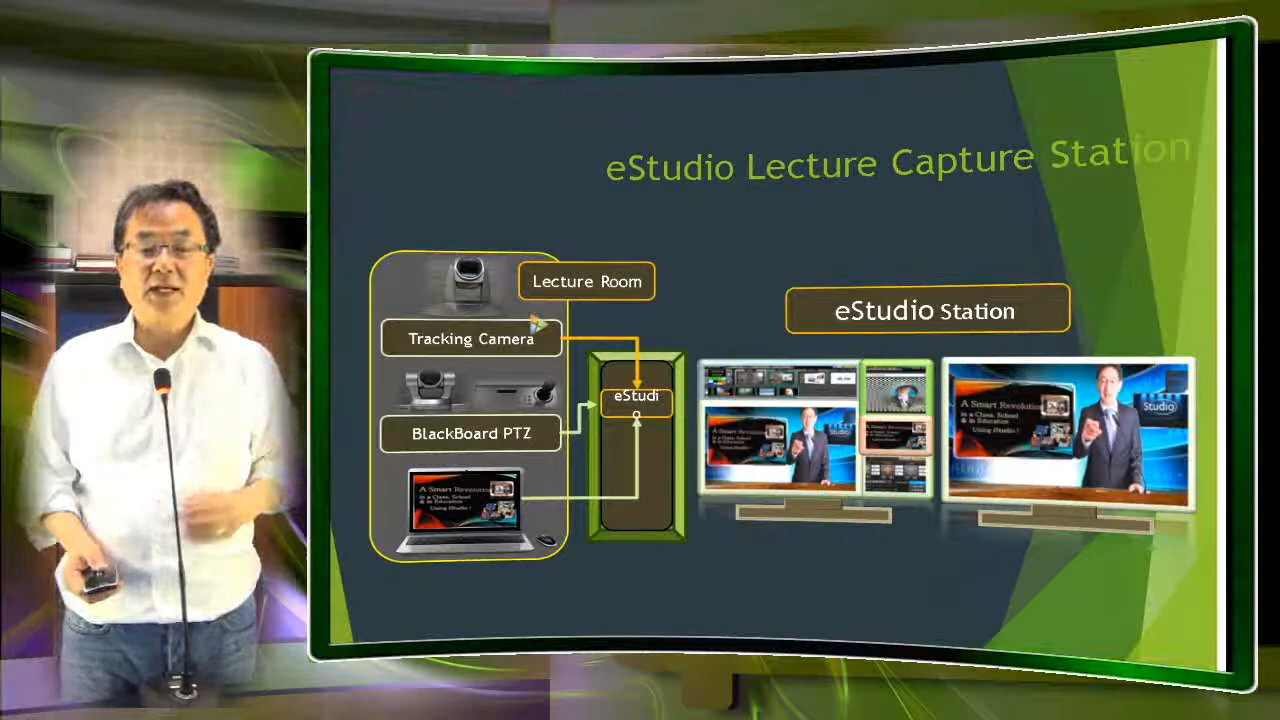 eStudio Lecture Capture Station
Lecture Room
eStudio Station
Tracking Camera
eStudi
o
BlackBoard PTZ
A Smart Revolution
in a Class, School
& in Education
Using iStudio !
A Smart Revolution
in a Class, School
& in Education
Using iStudio !
Studio